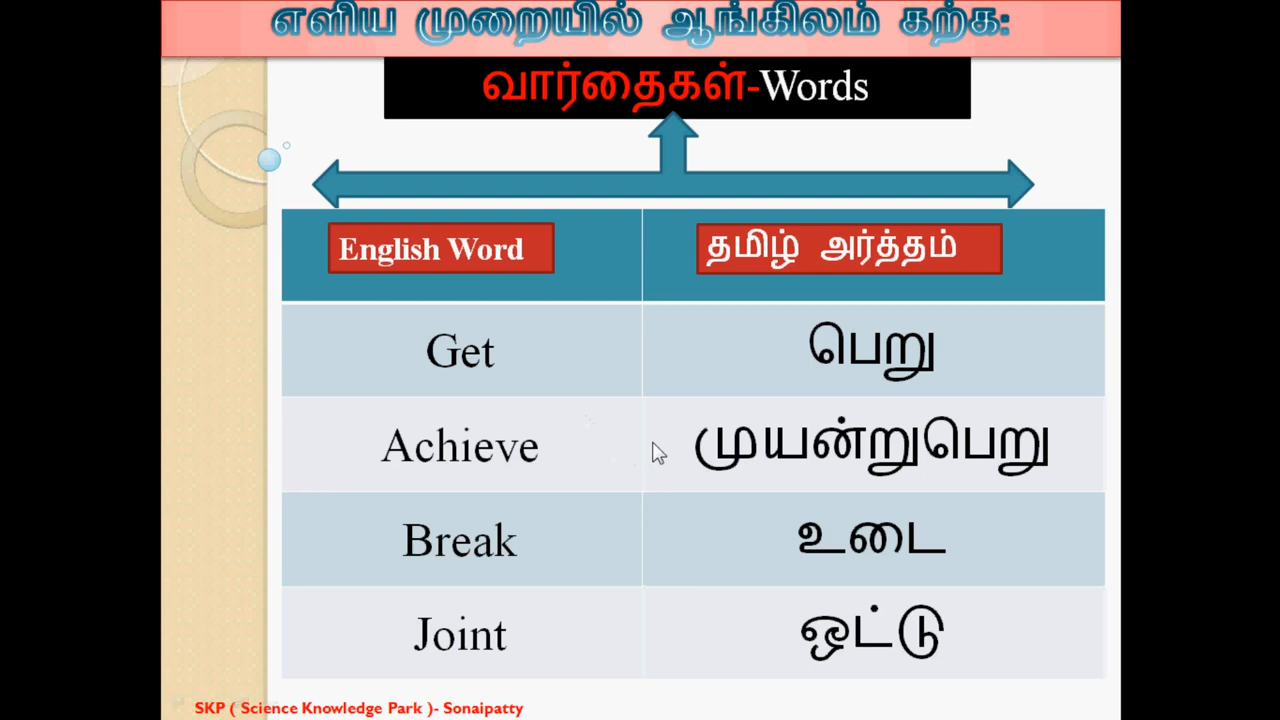 எளிய முறையில் ஆங்கிலம் கற்க:
வார்தைகள்-Words
English Word தமிழ் அர்த்தம்
Get பெறு
Achieve முயன்றுபெறு
Break உடை
Joint ஒட்டு
SKP ( Science Knowledge Park )- Sonaipatty